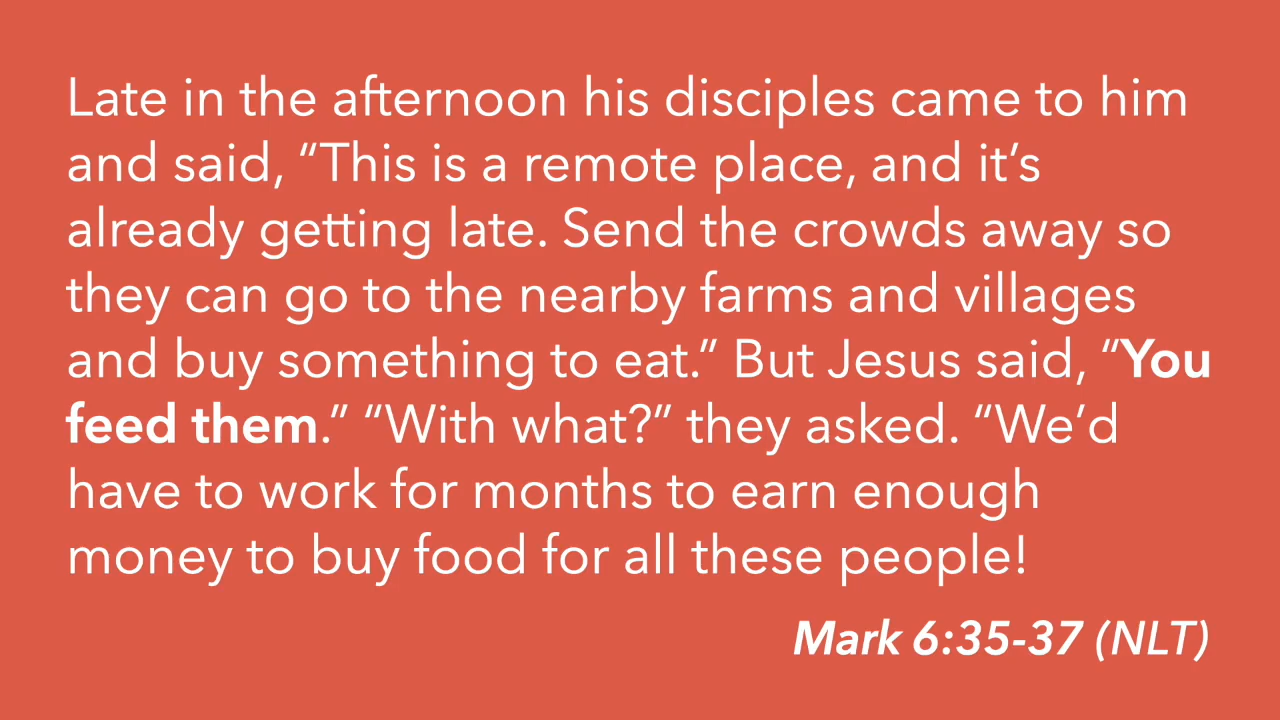 Late in the afternoon his disciples came to him
and said, “This is a remote place, and it’s
already getting late. Send the crowds away so
they can go to the nearby farms and villages
and buy something to eat.” But Jesus said, “You
feed them.” “With what?” they asked. “We’d
have to work for months to earn enough
money to buy food for all these people!
Mark 6:35-37 (NLT)